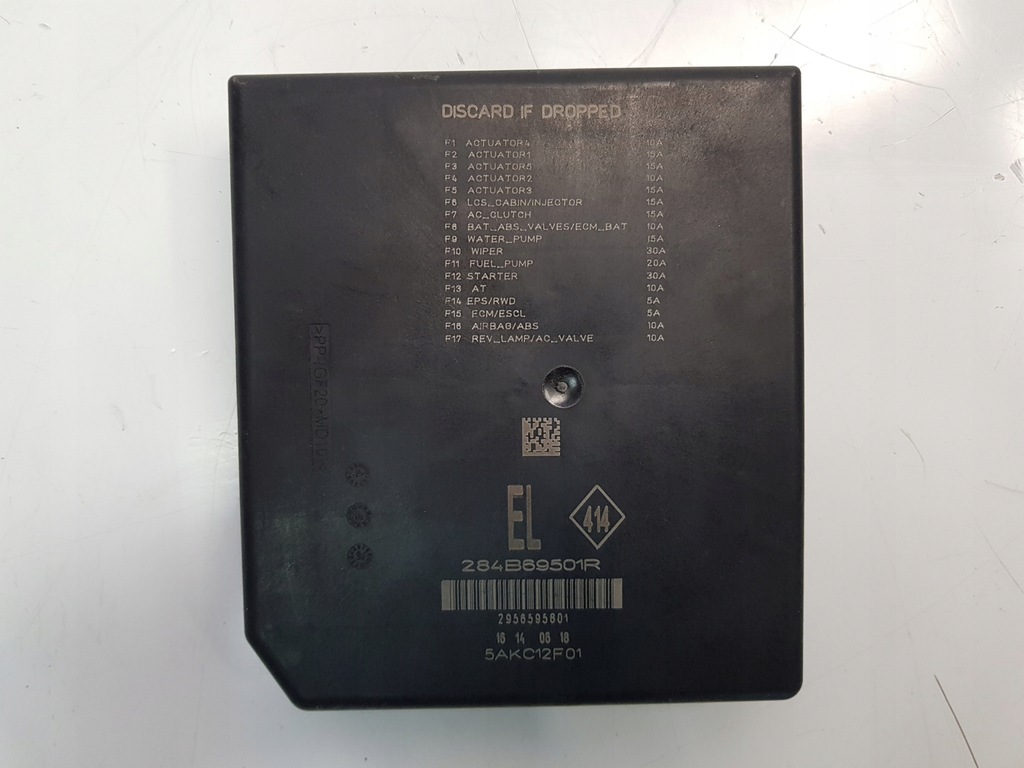 DISCARD IF DROPPED
F1 ACTUATOR4 10A
F2 ACTUATOR1 15A
F3 ACTUATOR5 15A
F4 ACTUATOR2 10A
F5 ACTUATOR3 15A
F6 LCS_CABIN/INJECTOR 15A
F7 AC_CLUTCH 15A
F8 BAT_ABS_VALVES/ECM_BAT 10A
F9 WATER_PUMP 15A
F10 WIPER 30A
F11 FUEL_PUMP 20A
F12 STARTER 30A
F13 AT 10A
F14 EPS/RWD 5A
F15 ECM/ESCL 5A
F16 AIRBAG/ABS 10A
F17 REV_LAMP/AC_VALVE 10A
EL 414
284B69501R
2956595801
16 14 06 18
5AKC12F01